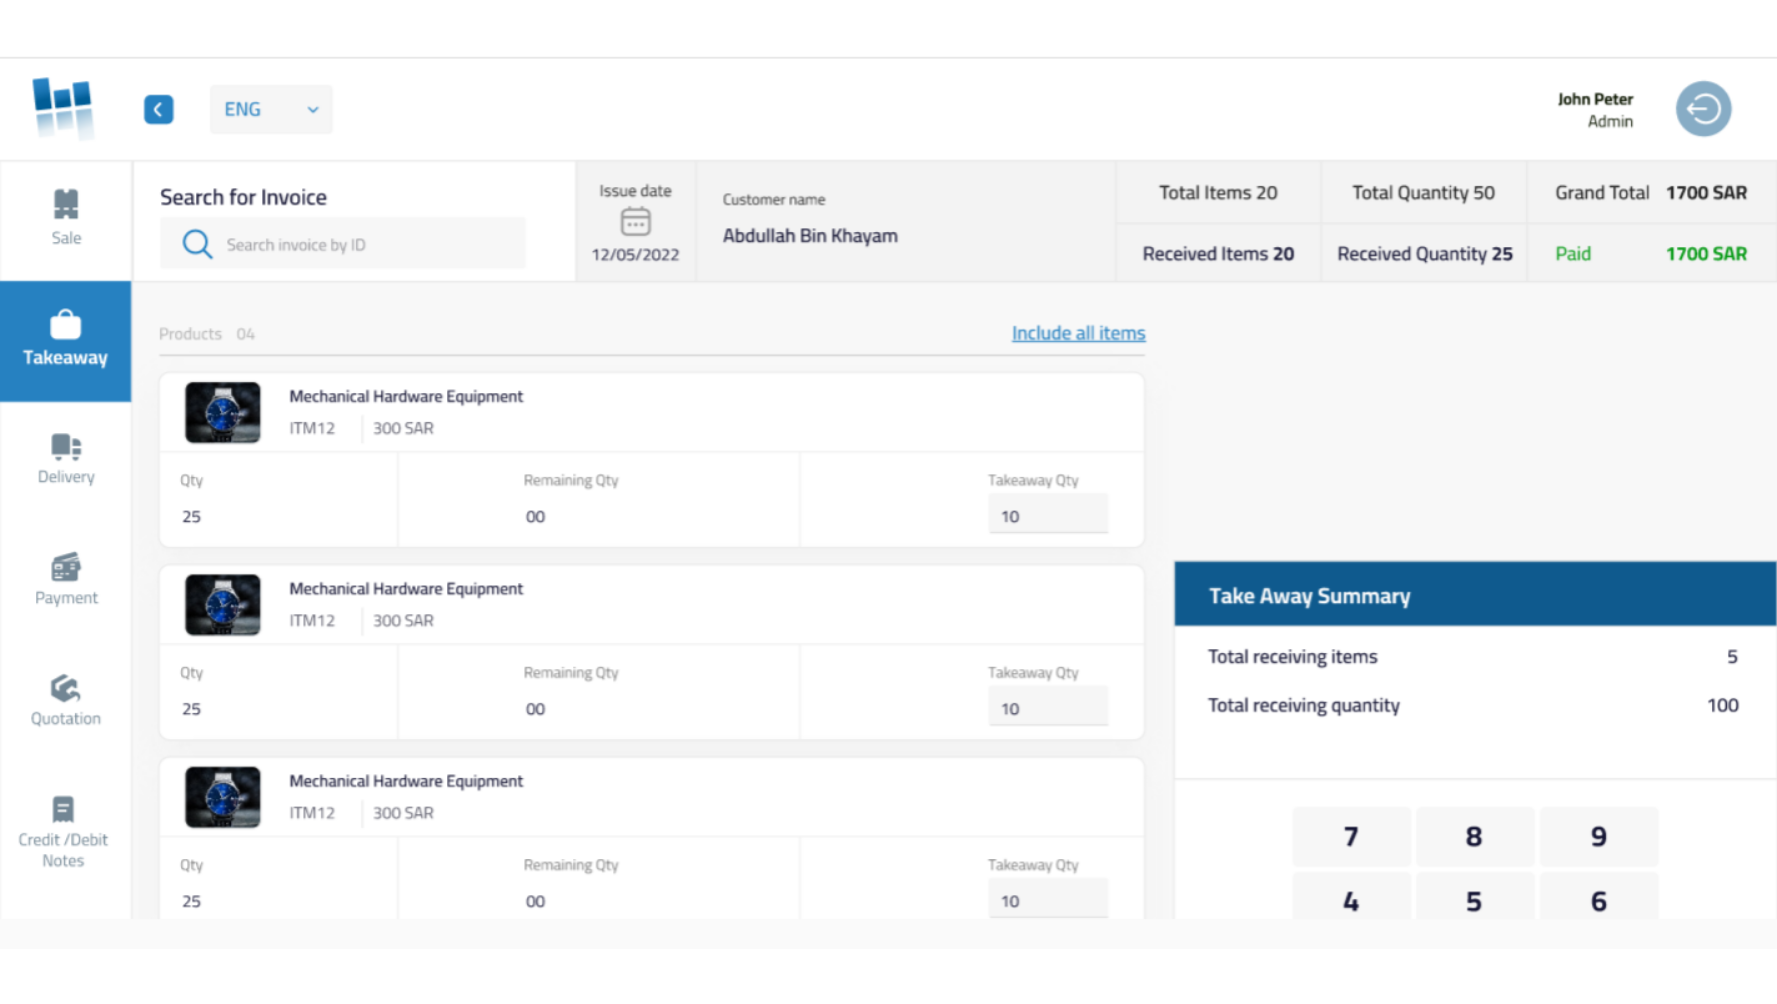 ENG
John Peter
Admin
Sale
Takeaway
Delivery
Payment
Quotation
Credit /Debit
Notes
Search for Invoice
Search invoice by ID
Issue date
12/05/2022
Customer name
Abdullah Bin Khayam
Total Items 20
Total Quantity 50
Grand Total 1700 SAR
Received Items 20
Received Quantity 25
Paid 1700 SAR
Products 04
Include all items
Mechanical Hardware Equipment
ITM12 300 SAR
Qty Remaining Qty Takeaway Qty
25 00 10
Mechanical Hardware Equipment
ITM12 300 SAR
Qty Remaining Qty Takeaway Qty
25 00 10
Mechanical Hardware Equipment
ITM12 300 SAR
Qty Remaining Qty Takeaway Qty
25 00 10
Take Away Summary
Total receiving items 5
Total receiving quantity 100
7 8 9
4 5 6